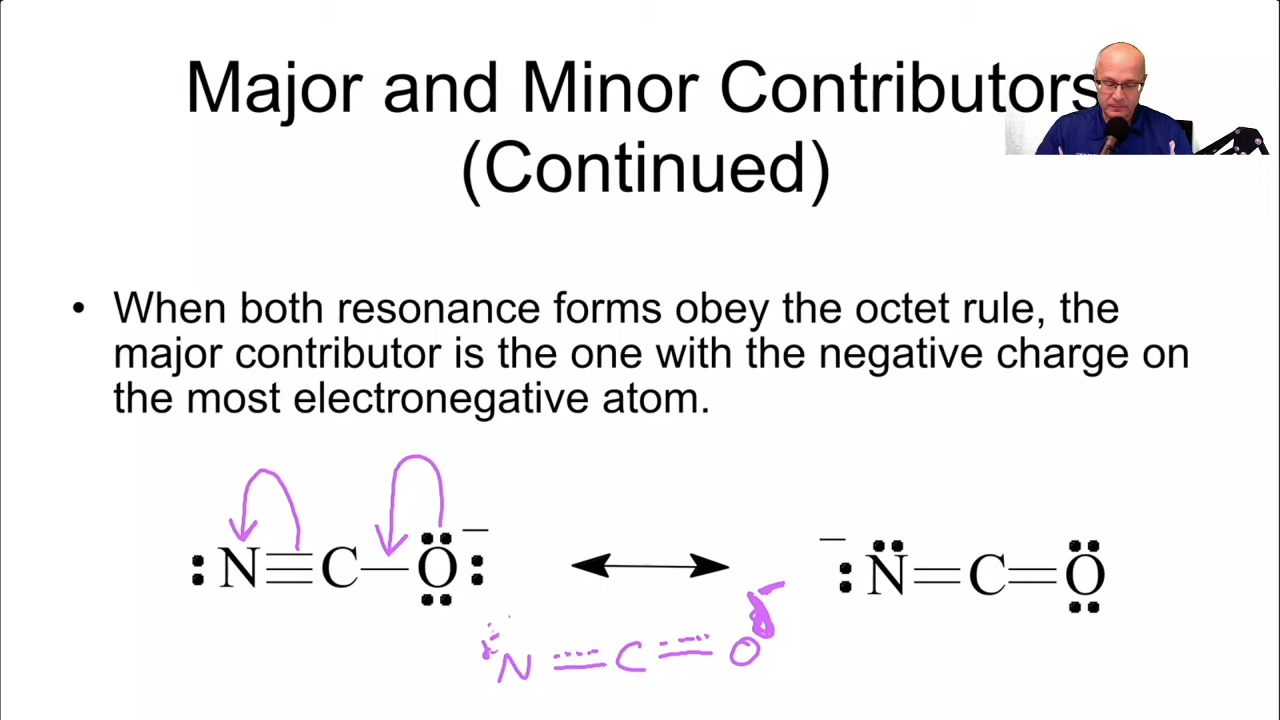 Major and Minor Contributors
(Continued)
• When both resonance forms obey the octet rule, the
major contributor is the one with the negative charge on
the most electronegative atom.
:N≡C—Ö:⁻ ⟷ ⁻:N̈=C=Ö
N C O δ-